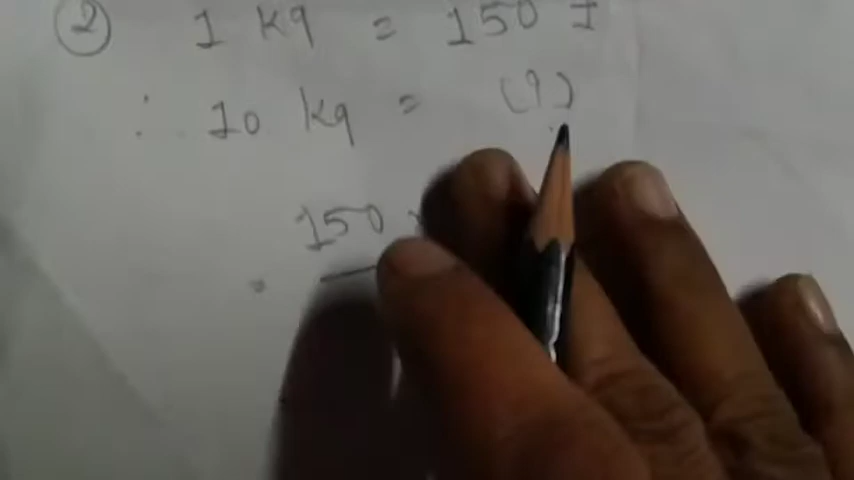 ② 1 kg = 150 ₹
∴ 10 kg = (?)
= 150